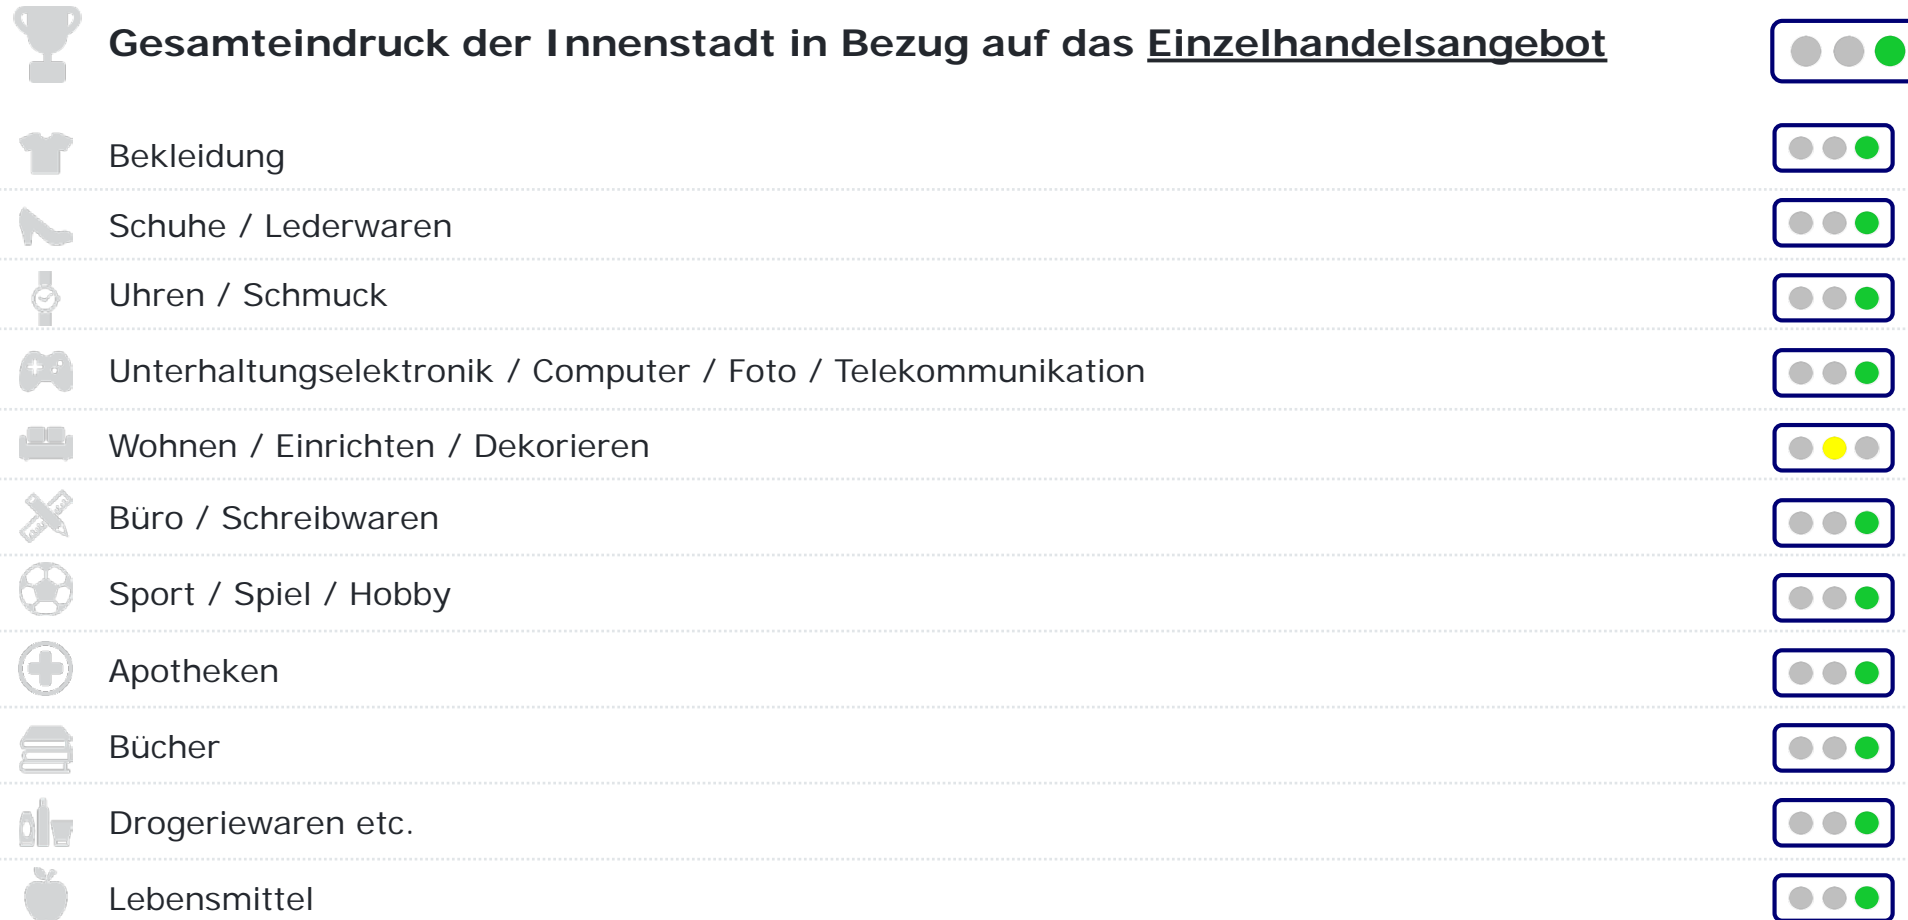 Gesamteindruck der Innenstadt in Bezug auf das Einzelhandelsangebot
Bekleidung
Schuhe / Lederwaren
Uhren / Schmuck
Unterhaltungselektronik / Computer / Foto / Telekommunikation
Wohnen / Einrichten / Dekorieren
Büro / Schreibwaren
Sport / Spiel / Hobby
Apotheken
Bücher
Drogeriewaren etc.
Lebensmittel